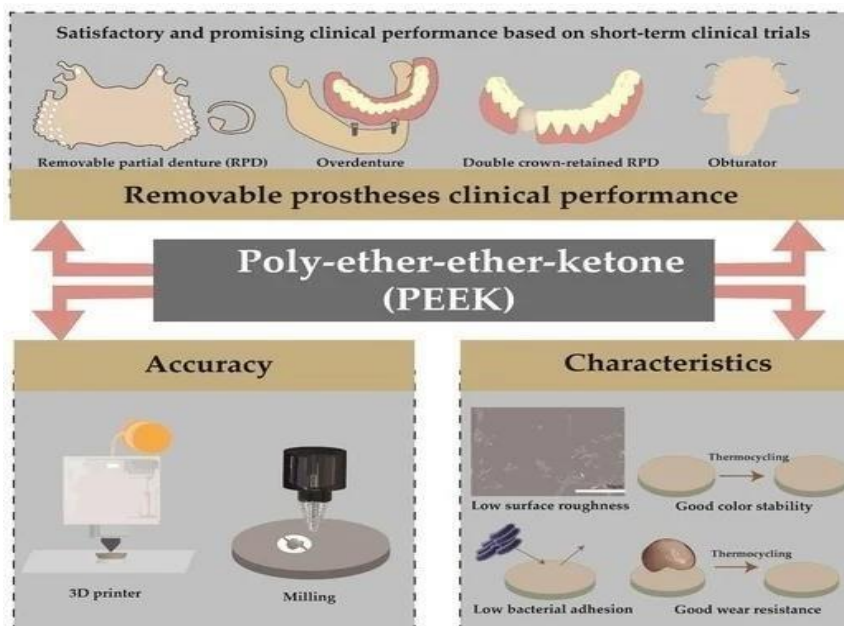 Satisfactory and promising clinical performance based on short-term clinical trials
Removable partial denture (RPD)
Overdenture
Double crown-retained RPD
Obturator
Removable prostheses clinical performance
Poly-ether-ether-ketone
(PEEK)
Accuracy
3D printer
Milling
Characteristics
Low surface roughness
Thermocycling
Good color stability
Low bacterial adhesion
Thermocycling
Good wear resistance